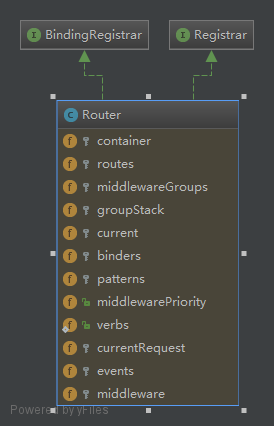 I BindingRegistrar
I Registrar
C Router
f container
f routes
f middlewareGroups
f groupStack
f current
f binders
f patterns
f middlewarePriority
f verbs
f currentRequest
f events
f middleware
Powered by yFiles